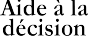 Aide à la
décision